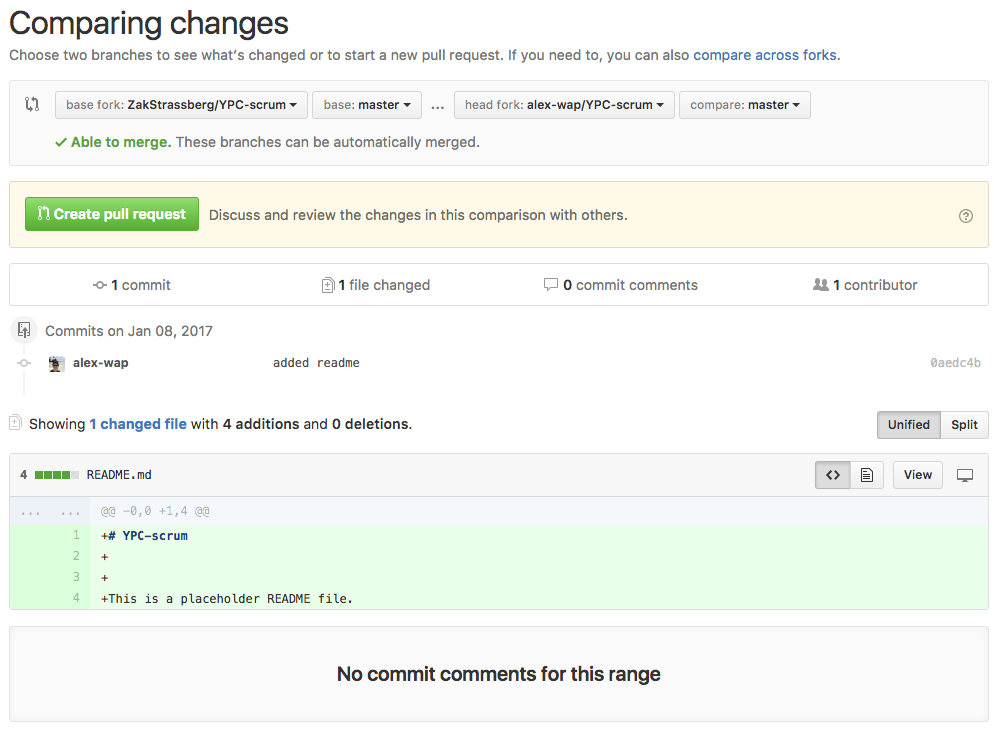 Comparing changes
Choose two branches to see what's changed or to start a new pull request. If you need to, you can also compare across forks.
base fork: ZakStrassberg/YPC-scrum base: master ... head fork: alex-wap/YPC-scrum compare: master
Able to merge. These branches can be automatically merged.
Create pull request Discuss and review the changes in this comparison with others.
1 commit 1 file changed 0 commit comments 1 contributor
Commits on Jan 08, 2017
alex-wap added readme 0aedc4b
Showing 1 changed file with 4 additions and 0 deletions. Unified Split
4 README.md <> View
... ... @@ -0,0 +1,4 @@
1 +# YPC-scrum
2 +
3 +
4 +This is a placeholder README file.
No commit comments for this range